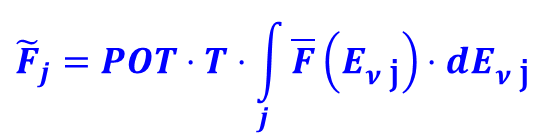 F̃ⱼ = POT · T · ∫ⱼ F̅ (E_ν j) · dE_ν j